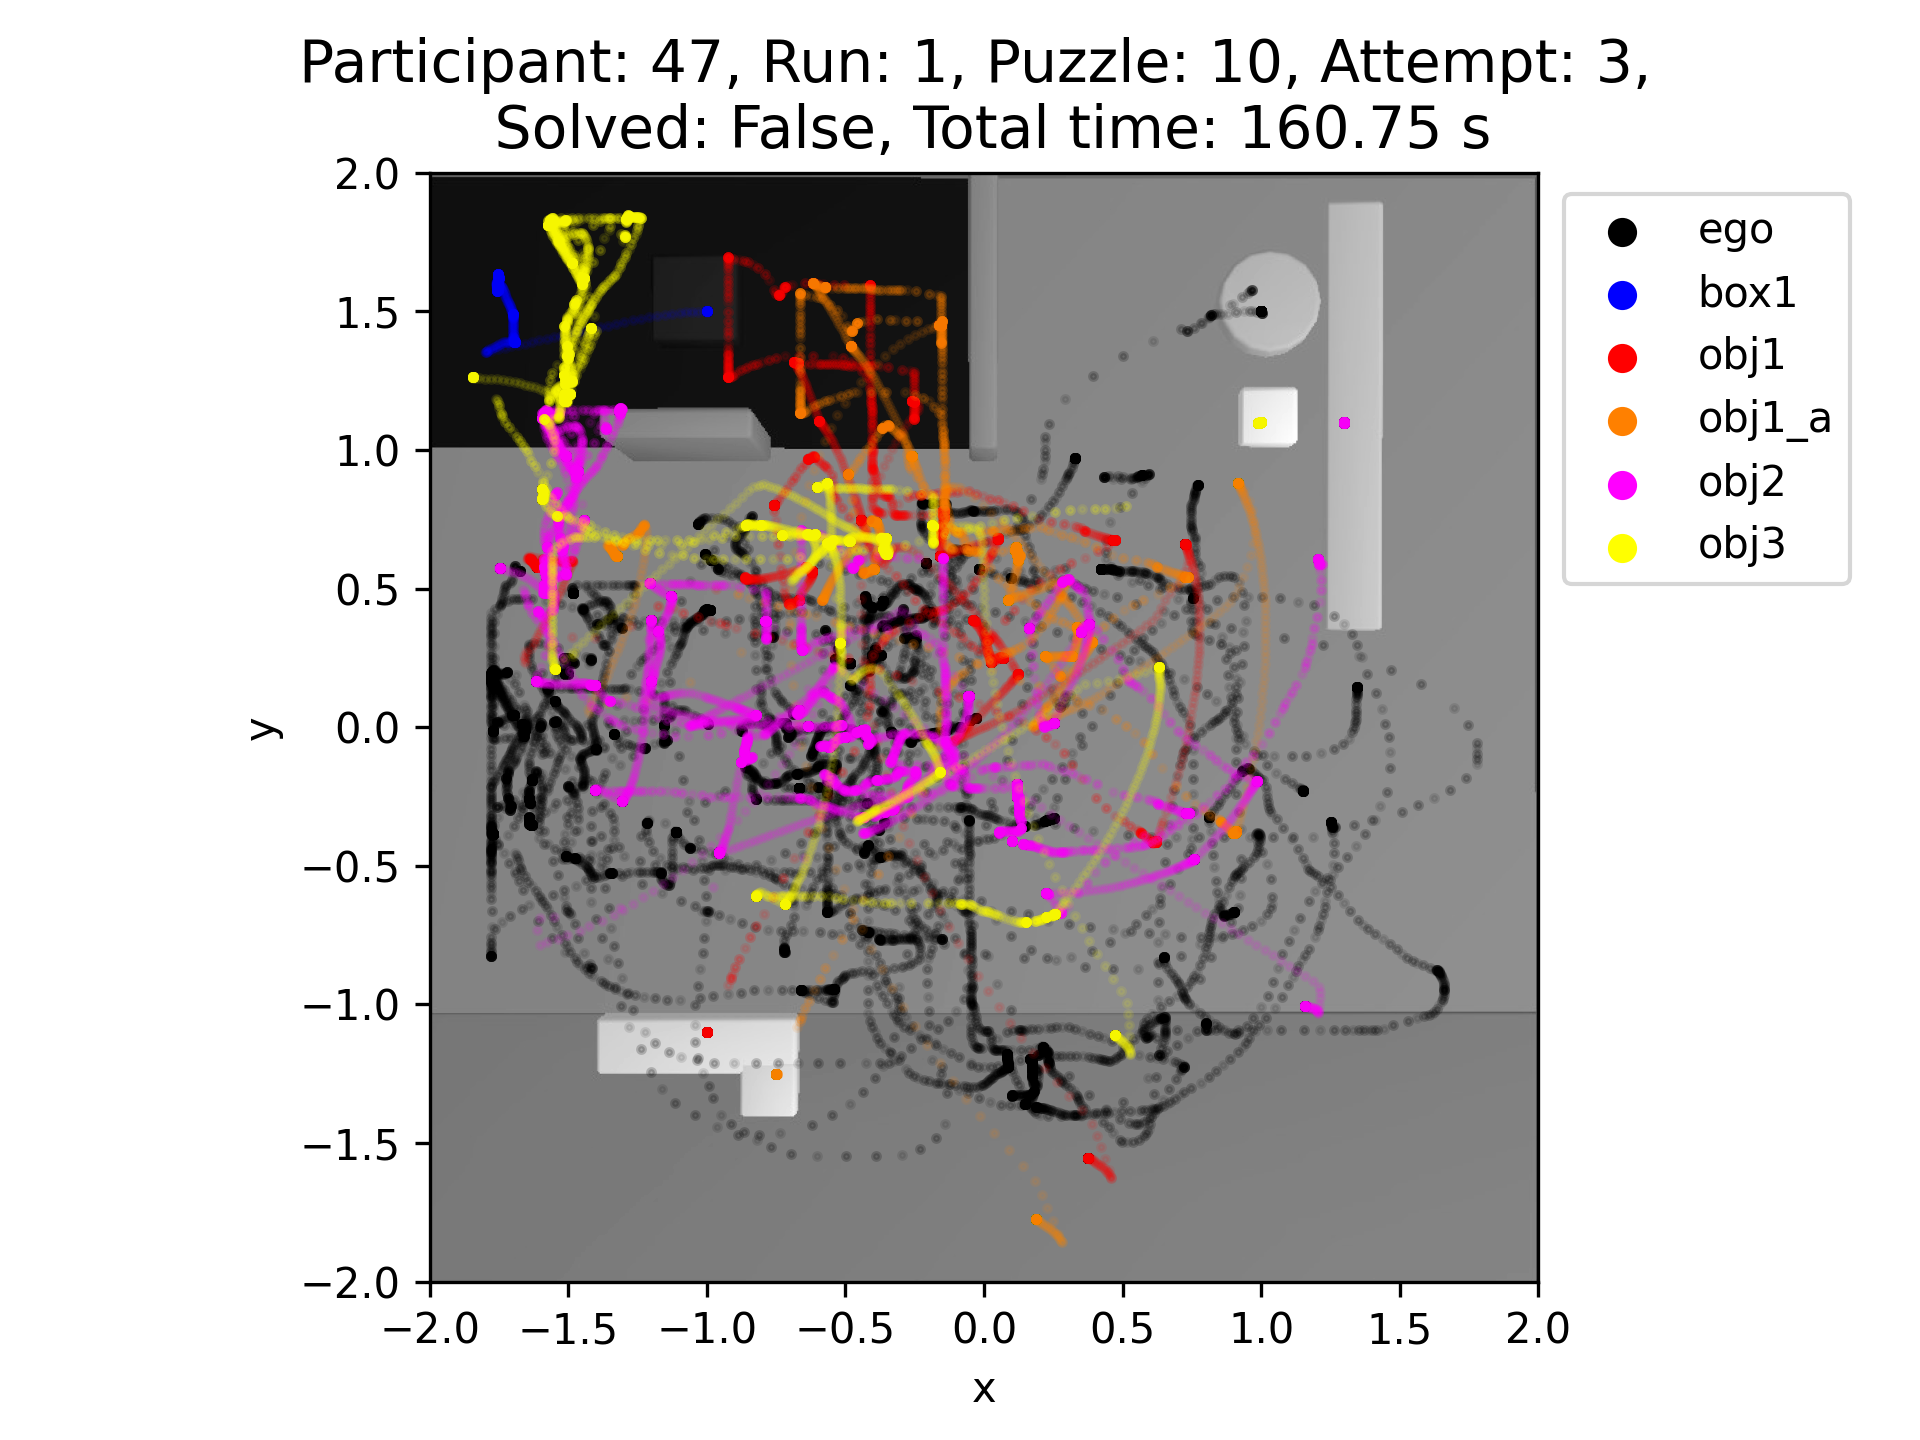 Participant: 47, Run: 1, Puzzle: 10, Attempt: 3,
Solved: False, Total time: 160.75 s
2.0
1.5
1.0
0.5
0.0
−0.5
−1.0
−1.5
−2.0
y
−2.0 −1.5 −1.0 −0.5 0.0 0.5 1.0 1.5 2.0
x
ego
box1
obj1
obj1_a
obj2
obj3